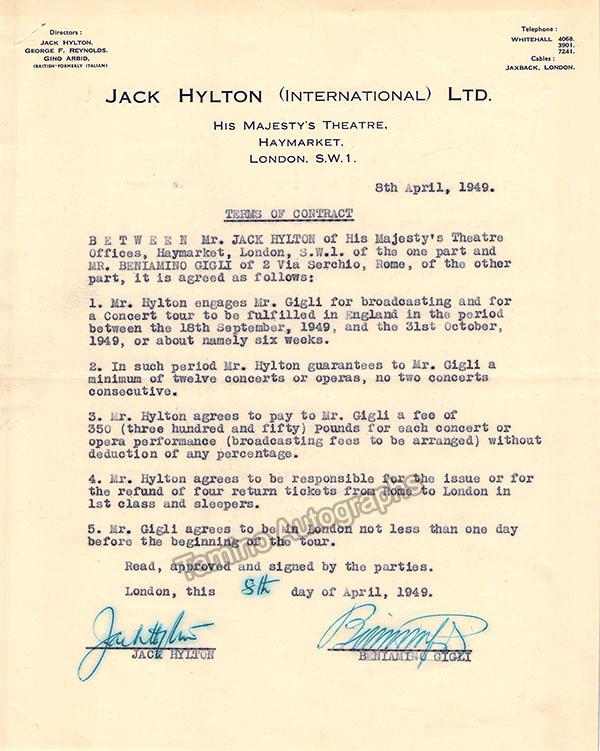 Directors :
JACK HYLTON.
GEORGE F. REYNOLDS.
GINO ARBIB,
(BRITISH-FORMERLY ITALIAN)
Telephone :
WHITEHALL 4068.
3901.
7241.
Cables :
JAXBACK, LONDON.
JACK HYLTON (INTERNATIONAL) LTD.
HIS MAJESTY'S THEATRE,
HAYMARKET,
LONDON, S.W.1.
8th April, 1949.
TERMS OF CONTRACT
B E T W E E N Mr. JACK HYLTON of His Majesty's Theatre
Offices, Haymarket, London, S.W.1. of the one part and
MR. BENIAMINO GIGLI of 2 Via Serchio, Rome, of the other
part, it is agreed as follows:
1. Mr. Hylton engages Mr. Gigli for broadcasting and for
a Concert tour to be fulfilled in England in the period
between the 18th September, 1949, and the 31st October,
1949, or about namely six weeks.
2. In such period Mr. Hylton guarantees to Mr. Gigli a
minimum of twelve concerts or operas, no two concerts
consecutive.
3. Mr. Hylton agrees to pay to Mr. Gigli a fee of
350 (three hundred and fifty) Pounds for each concert or
opera performance (broadcasting fees to be arranged) without
deduction of any percentage.
4. Mr. Hylton agrees to be responsible for the issue or for
the refund of four return tickets from Rome to London in
1st class and sleepers.
5. Mr. Gigli agrees to be in London not less than one day
before the beginning of the tour.
Tamino Autographs
Read, approved and signed by the parties.
London, this 8th day of April, 1949.
Jack Hylton
JACK HYLTON
BENIAMINO GIGLI